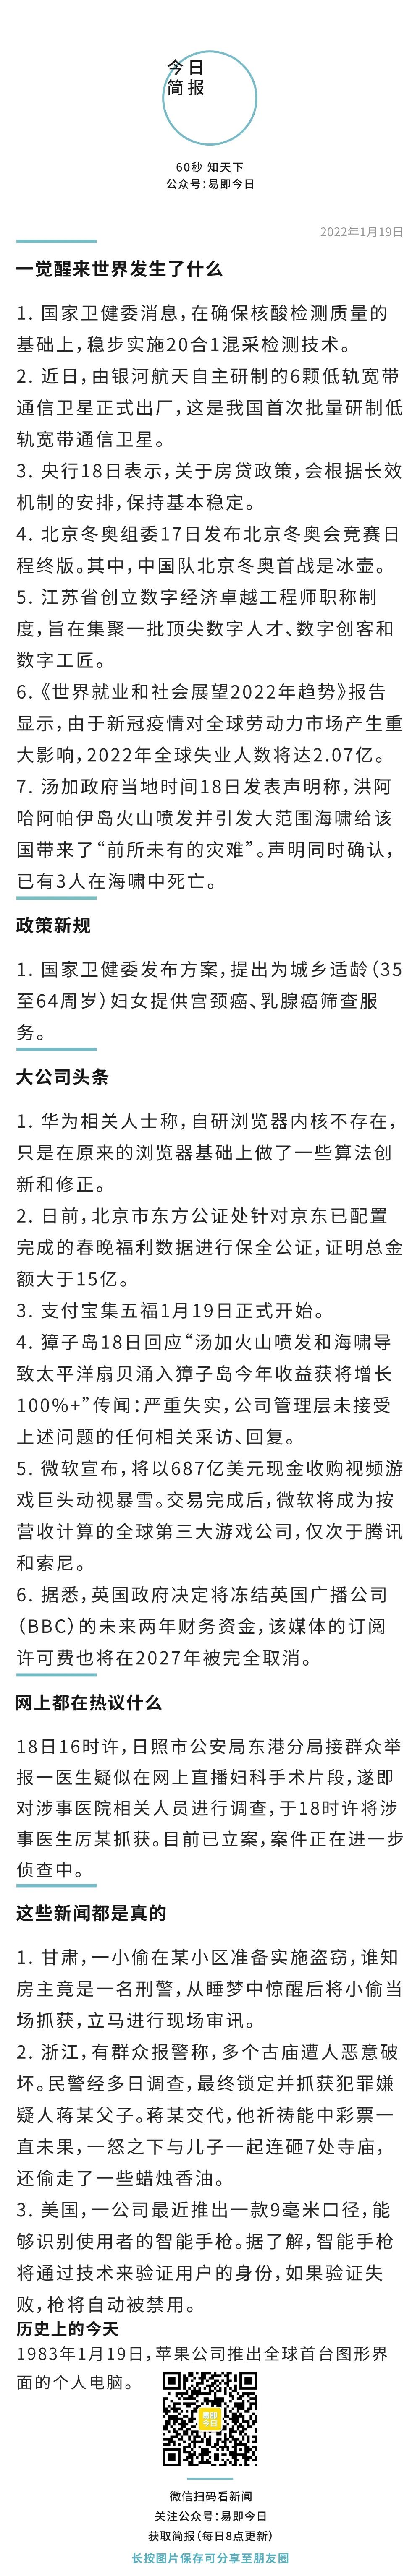 今日
简报
60秒 知天下
公众号：易即今日
2022年1月19日
一觉醒来世界发生了什么
1. 国家卫健委消息，在确保核酸检测质量的
基础上，稳步实施20合1混采检测技术。
2. 近日，由银河航天自主研制的6颗低轨宽带
通信卫星正式出厂，这是我国首次批量研制低
轨宽带通信卫星。
3. 央行18日表示，关于房贷政策，会根据长效
机制的安排，保持基本稳定。
4. 北京冬奥组委17日发布北京冬奥会竞赛日
程终版。其中，中国队北京冬奥首战是冰壶。
5. 江苏省创立数字经济卓越工程师职称制
度，旨在集聚一批顶尖数字人才、数字创客和
数字工匠。
6.《世界就业和社会展望2022年趋势》报告
显示，由于新冠疫情对全球劳动力市场产生重
大影响，2022年全球失业人数将达2.07亿。
7. 汤加政府当地时间18日发表声明称，洪阿
哈阿帕伊岛火山喷发并引发大范围海啸给该
国带来了“前所未有的灾难”。声明同时确认，
已有3人在海啸中死亡。
政策新规
1. 国家卫健委发布方案，提出为城乡适龄（35
至64周岁）妇女提供宫颈癌、乳腺癌筛查服
务。
大公司头条
1. 华为相关人士称，自研浏览器内核不存在，
只是在原来的浏览器基础上做了一些算法创
新和修正。
2. 日前，北京市东方公证处针对京东已配置
完成的春晚福利数据进行保全公证，证明总金
额大于15亿。
3. 支付宝集五福1月19日正式开始。
4. 獐子岛18日回应“汤加火山喷发和海啸导
致太平洋扇贝涌入獐子岛今年收益获将增长
100%+”传闻：严重失实，公司管理层未接受
上述问题的任何相关采访、回复。
5. 微软宣布，将以687亿美元现金收购视频游
戏巨头动视暴雪。交易完成后，微软将成为按
营收计算的全球第三大游戏公司，仅次于腾讯
和索尼。
6. 据悉，英国政府决定将冻结英国广播公司
（BBC）的未来两年财务资金，该媒体的订阅
许可费也将在2027年被完全取消。
网上都在热议什么
18日16时许，日照市公安局东港分局接群众举
报一医生疑似在网上直播妇科手术片段，遂即
对涉事医院相关人员进行调查，于18时许将涉
事医生厉某抓获。目前已立案，案件正在进一步
侦查中。
这些新闻都是真的
1. 甘肃，一小偷在某小区准备实施盗窃，谁知
房主竟是一名刑警，从睡梦中惊醒后将小偷当
场抓获，立马进行现场审讯。
2. 浙江，有群众报警称，多个古庙遭人恶意破
坏。民警经多日调查，最终锁定并抓获犯罪嫌
疑人蒋某父子。蒋某交代，他祈祷能中彩票一
直未果，一怒之下与儿子一起连砸7处寺庙，
还偷走了一些蜡烛香油。
3. 美国，一公司最近推出一款9毫米口径，能
够识别使用者的智能手枪。据了解，智能手枪
将通过技术来验证用户的身份，如果验证失
败，枪将自动被禁用。
历史上的今天
1983年1月19日，苹果公司推出全球首台图形界
面的个人电脑。
易即
今日
微信扫码看新闻
关注公众号：易即今日
获取简报（每日8点更新）
长按图片保存可分享至朋友圈